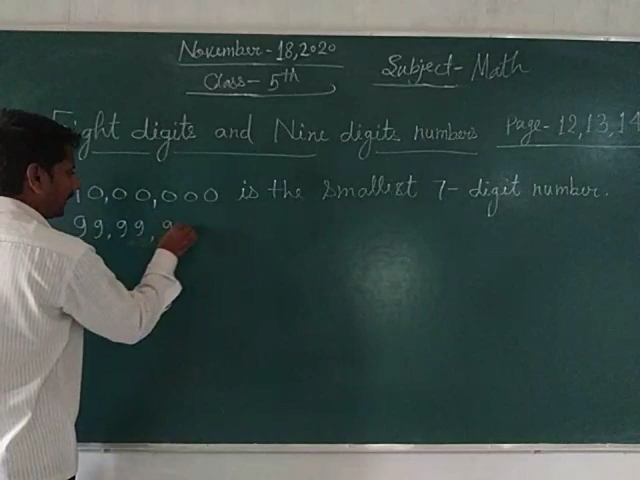 November-18,2020
Class- 5th
Subject- Math
Eight digits and Nine digits numbers
Page-12,13,14
10,00,000 is the smallest 7-digit number.
99,99,9